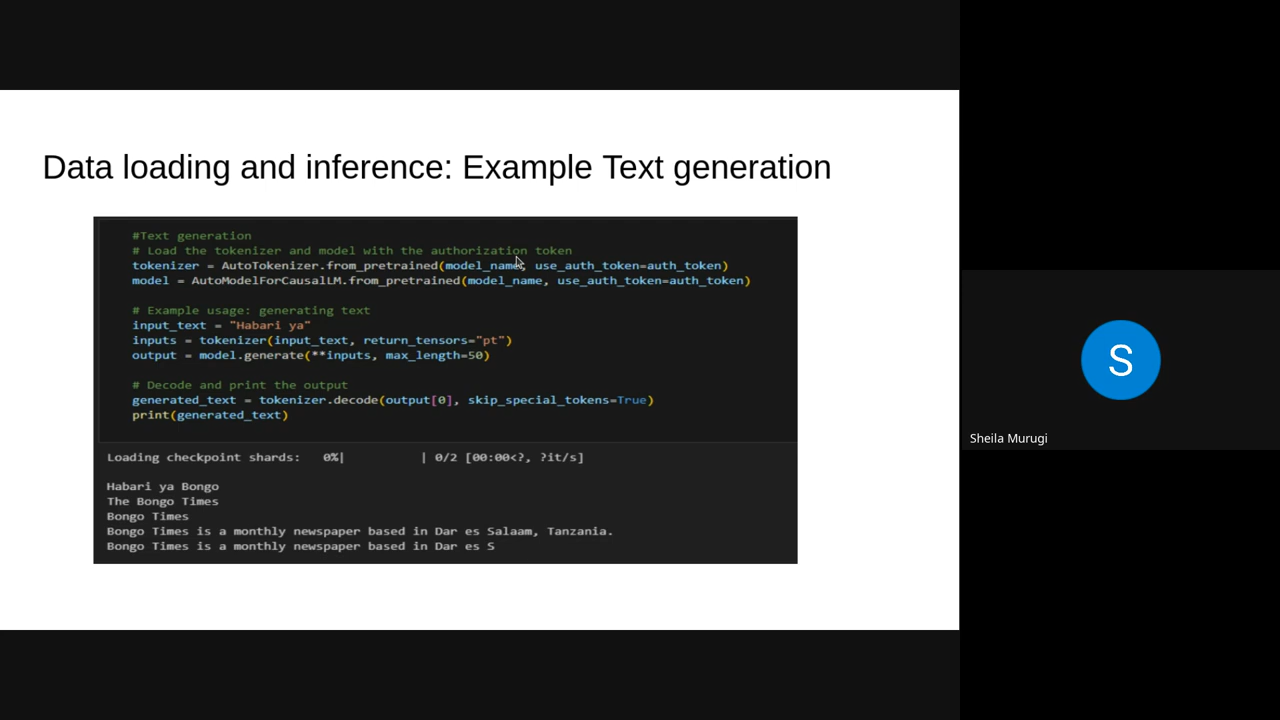 Data loading and inference: Example Text generation
#Text generation
# Load the tokenizer and model with the authorization token
tokenizer = AutoTokenizer.from_pretrained(model_name, use_auth_token=auth_token)
model = AutoModelForCausalLM.from_pretrained(model_name, use_auth_token=auth_token)
# Example usage: generating text
input_text = "Habari ya"
inputs = tokenizer(input_text, return_tensors="pt")
output = model.generate(**inputs, max_length=50)
# Decode and print the output
generated_text = tokenizer.decode(output[0], skip_special_tokens=True)
print(generated_text)
Loading checkpoint shards:   0%|          | 0/2 [00:00<?, ?it/s]
Habari ya Bongo
The Bongo Times
Bongo Times
Bongo Times is a monthly newspaper based in Dar es Salaam, Tanzania.
Bongo Times is a monthly newspaper based in Dar es S
S
Sheila Murugi